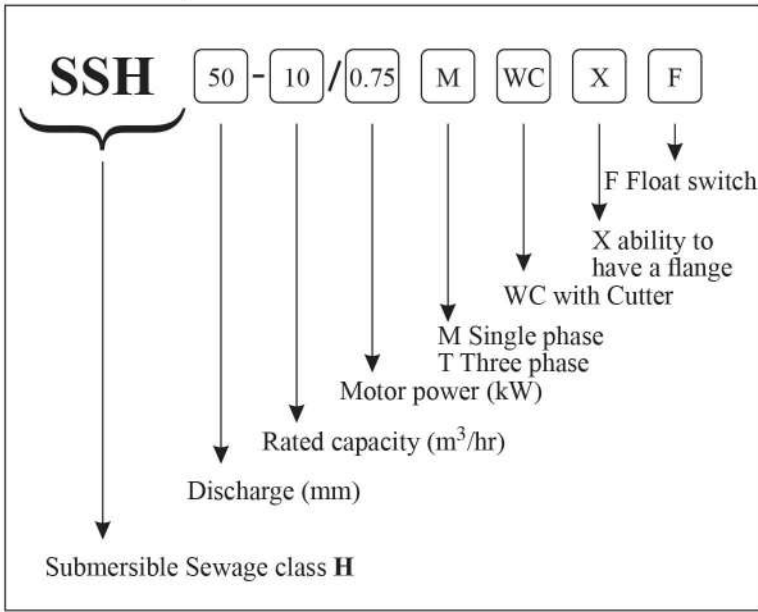 SSH 50 - 10 / 0.75 M WC X F
F Float switch
X ability to
have a flange
WC with Cutter
M Single phase
T Three phase
Motor power (kW)
Rated capacity (m³/hr)
Discharge (mm)
Submersible Sewage class H